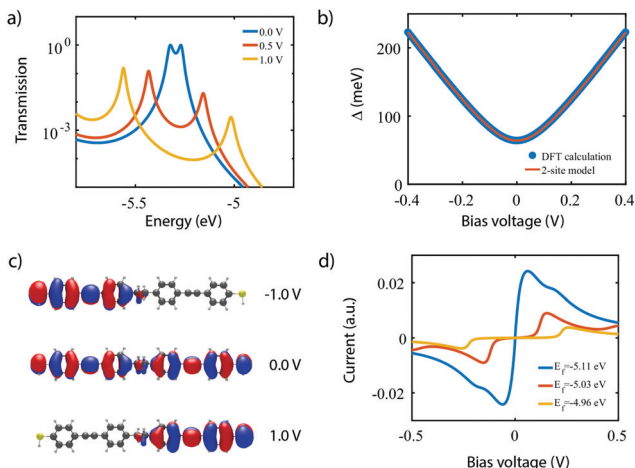 a)
Transmission
10^0
10^-3
0.0 V
0.5 V
1.0 V
-5.5
-5
Energy (eV)
b)
Δ (meV)
200
100
0
DFT calculation
2-site model
-0.4
-0.2
0
0.2
0.4
Bias voltage (V)
c)
-1.0 V
0.0 V
1.0 V
d)
Current (a.u.)
0.02
0
-0.02
E_f=-5.11 eV
E_f=-5.03 eV
E_f=-4.96 eV
-0.5
0
0.5
Bias voltage (V)